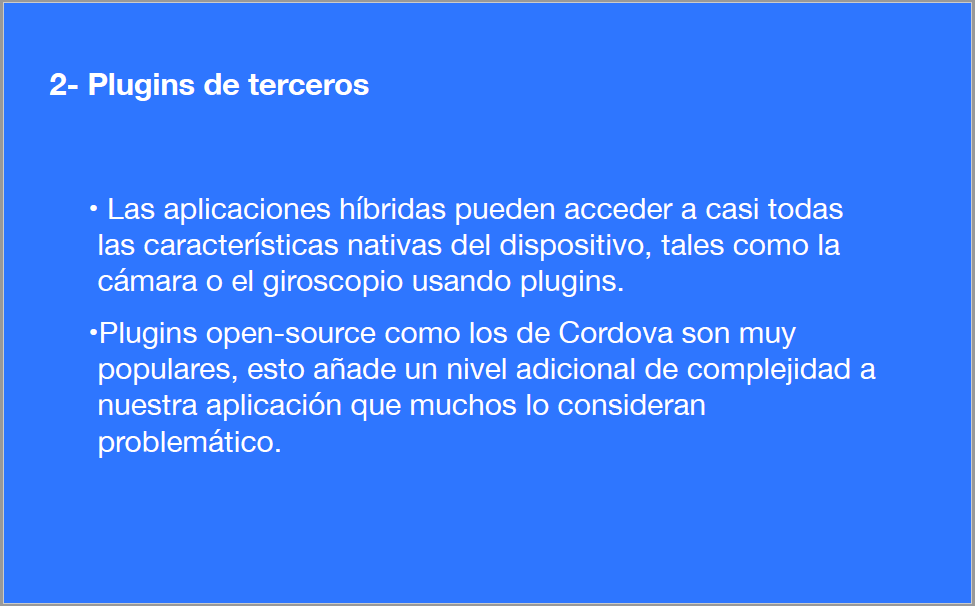 2- Plugins de terceros
• Las aplicaciones híbridas pueden acceder a casi todas
las características nativas del dispositivo, tales como la
cámara o el giroscopio usando plugins.
•Plugins open-source como los de Cordova son muy
populares, esto añade un nivel adicional de complejidad a
nuestra aplicación que muchos lo consideran
problemático.